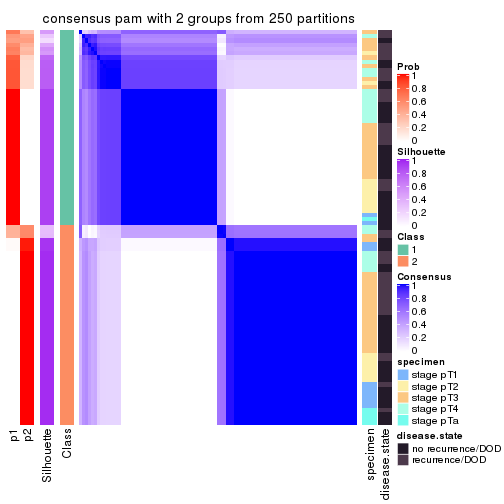 consensus pam with 2 groups from 250 partitions
Prob
1
0.8
0.6
0.4
0.2
0
Silhouette
1
0.8
0.6
0.4
0.2
0
Class
1
2
Consensus
1
0.8
0.6
0.4
0.2
0
specimen
stage pT1
stage pT2
stage pT3
stage pT4
stage pTa
disease.state
no recurrence/DOD
recurrence/DOD
p1
p2
Silhouette
Class
specimen
disease.state